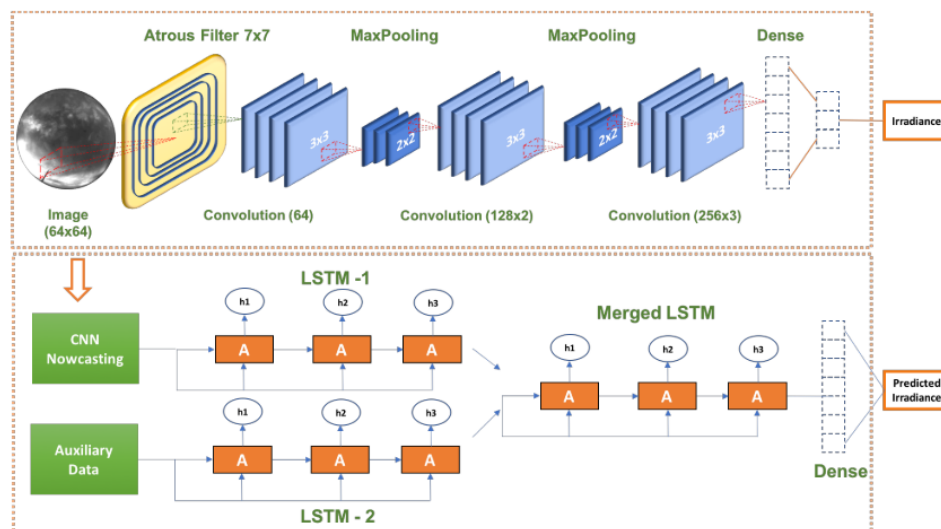 Atrous Filter 7x7
MaxPooling
MaxPooling
Dense
3x3
2x2
3x3
2x2
3x3
Irradiance
Image
(64x64)
Convolution (64)
Convolution (128x2)
Convolution (256x3)
LSTM -1
h1
h2
h3
CNN
Nowcasting
A
A
A
Merged LSTM
h1
h2
h3
A
A
A
Predicted
Irradiance
h1
h2
h3
Auxiliary
Data
A
A
A
Dense
LSTM - 2